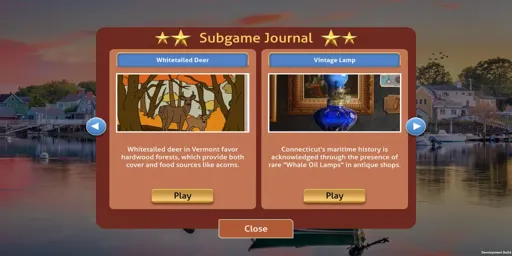 Subgame Journal
Whitetailed Deer
Whitetailed deer in Vermont favor
hardwood forests, which provide both
cover and food sources like acorns.
Play
Vintage Lamp
Connecticut's maritime history is
acknowledged through the presence of
rare "Whale Oil Lamps" in antique shops.
Play
Close
Development Build